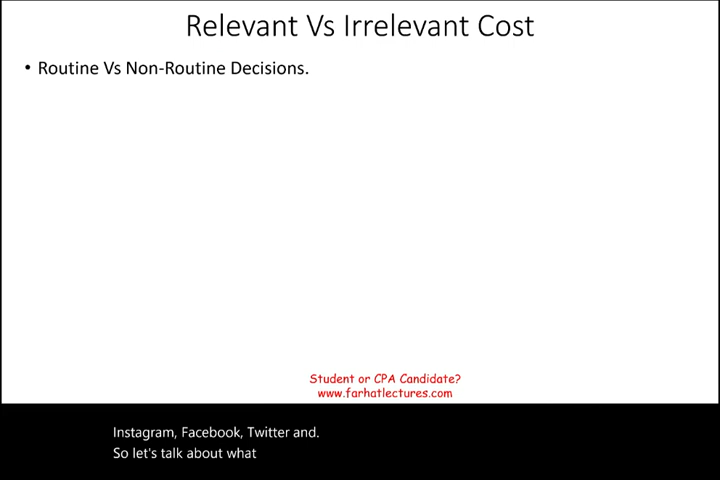 Relevant Vs Irrelevant Cost
• Routine Vs Non-Routine Decisions.
Student or CPA Candidate?
www.farhatlectures.com
Instagram, Facebook, Twitter and.
So let's talk about what